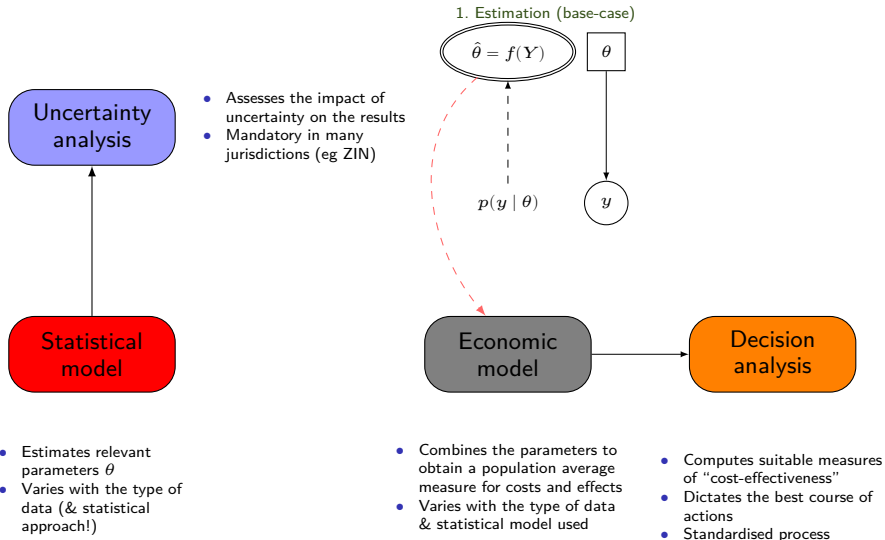 1. Estimation (base-case)
θ̂ = f(Y)
θ
Uncertainty
analysis
• Assesses the impact of
uncertainty on the results
• Mandatory in many
jurisdictions (eg ZIN)
p(y | θ)
y
Statistical
model
Economic
model
Decision
analysis
• Estimates relevant
parameters θ
• Varies with the type of
data (& statistical
approach!)
• Combines the parameters to
obtain a population average
measure for costs and effects
• Varies with the type of data
& statistical model used
• Computes suitable measures
of “cost-effectiveness”
• Dictates the best course of
actions
• Standardised process